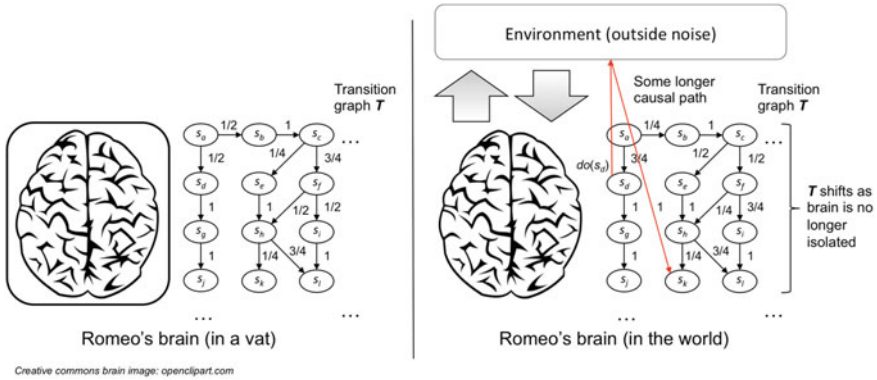 Environment (outside noise)
Transition
graph T
Some longer
causal path
Transition
graph T
s_a 1/2 s_b 1 s_c ...
1/2 1/4 3/4
s_d s_e s_f
1 1 1/2 1/2
s_g s_h s_i
1 1/4 3/4 1
s_j s_k s_l
... ...
Romeo's brain (in a vat)
s_a 1/4 s_b 1 s_c ...
do(s_d) 3/4 1/2 1/2
s_d s_e s_f
1 1 1/4 3/4
s_g s_h s_i
1 1/4 3/4 1
s_j s_k s_l
... ...
T shifts as
brain is no
longer
isolated
Romeo's brain (in the world)
Creative commons brain image: openclipart.com